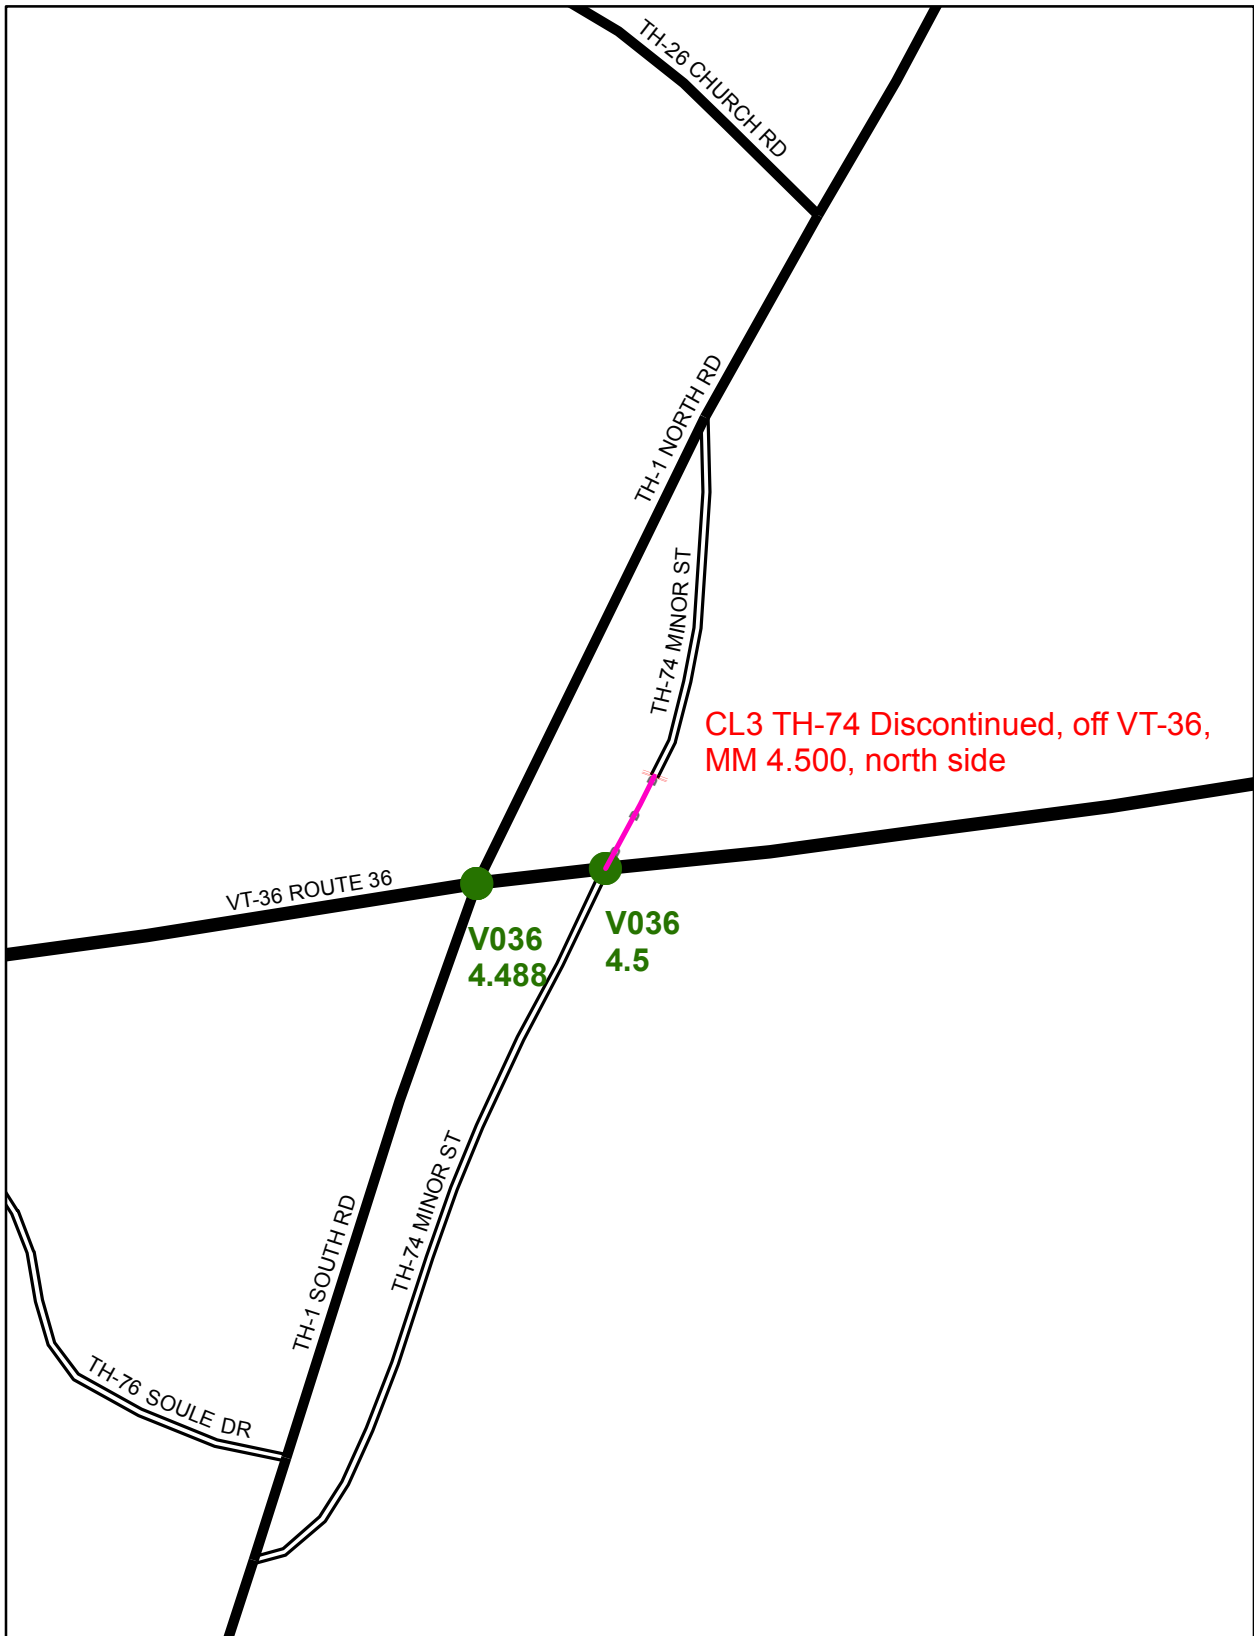 TH-26 CHURCH RD
TH-1 NORTH RD
TH-74 MINOR ST
CL3 TH-74 Discontinued, off VT-36,
MM 4.500, north side
VT-36 ROUTE 36
V036
4.488
V036
4.5
TH-74 MINOR ST
TH-1 SOUTH RD
TH-76 SOULE DR